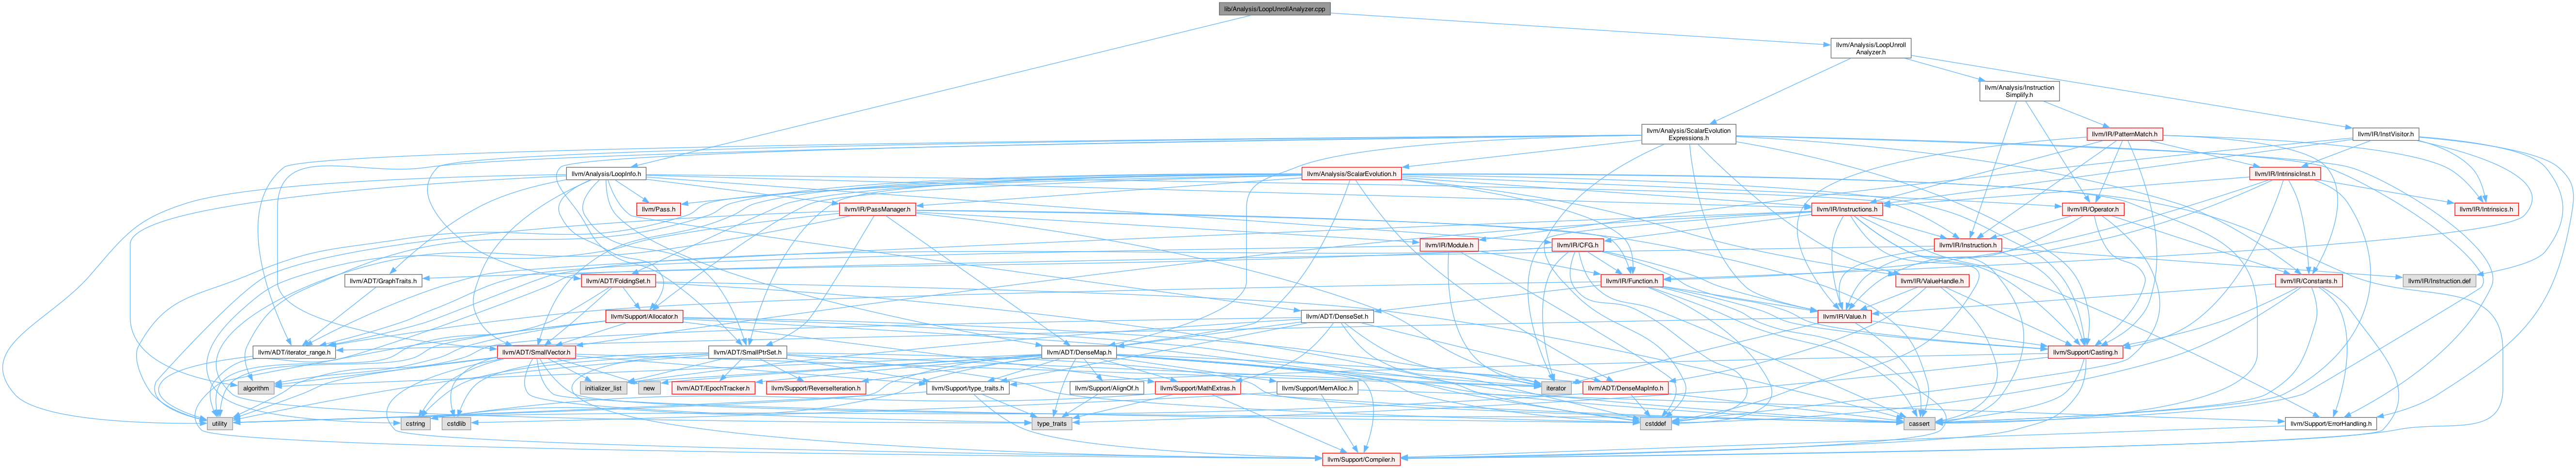 lib/Analysis/LoopUnrollAnalyzer.cpp
llvm/Analysis/LoopUnroll
Analyzer.h
llvm/Analysis/Instruction
Simplify.h
llvm/Analysis/ScalarEvolution
Expressions.h
llvm/IR/PatternMatch.h
llvm/IR/InstVisitor.h
llvm/Analysis/LoopInfo.h
llvm/Analysis/ScalarEvolution.h
llvm/IR/IntrinsicInst.h
llvm/Pass.h
llvm/IR/PassManager.h
llvm/IR/Instructions.h
llvm/IR/Operator.h
llvm/IR/Intrinsics.h
llvm/IR/Module.h
llvm/IR/CFG.h
llvm/IR/Instruction.h
llvm/ADT/GraphTraits.h
llvm/ADT/FoldingSet.h
llvm/IR/Function.h
llvm/IR/ValueHandle.h
llvm/IR/Constants.h
llvm/IR/Instruction.def
llvm/Support/Allocator.h
llvm/ADT/DenseSet.h
llvm/IR/Value.h
llvm/ADT/iterator_range.h
llvm/ADT/SmallVector.h
llvm/ADT/SmallPtrSet.h
llvm/ADT/DenseMap.h
llvm/Support/Casting.h
algorithm
initializer_list
new
llvm/ADT/EpochTracker.h
llvm/Support/ReverseIteration.h
llvm/Support/type_traits.h
llvm/Support/AlignOf.h
llvm/Support/MathExtras.h
llvm/Support/MemAlloc.h
iterator
llvm/ADT/DenseMapInfo.h
utility
cstring
cstdlib
type_traits
cstddef
cassert
llvm/Support/ErrorHandling.h
llvm/Support/Compiler.h